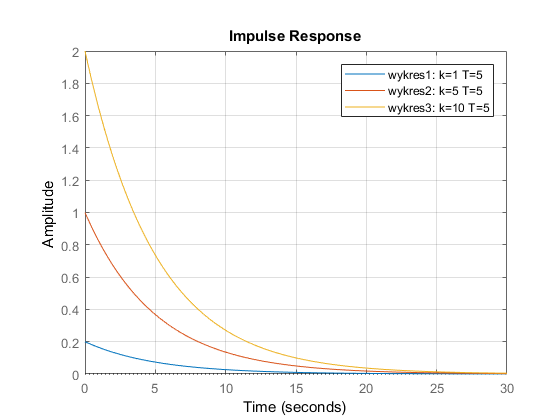 Impulse Response
wykres1: k=1 T=5
wykres2: k=5 T=5
wykres3: k=10 T=5
Amplitude
2
1.8
1.6
1.4
1.2
1
0.8
0.6
0.4
0.2
0
0 5 10 15 20 25 30
Time (seconds)